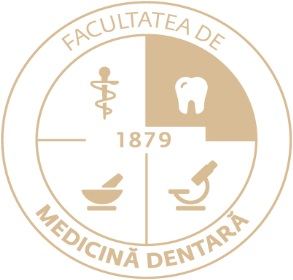 FACULTATEA DE
1879
MEDICINĂ DENTARĂ